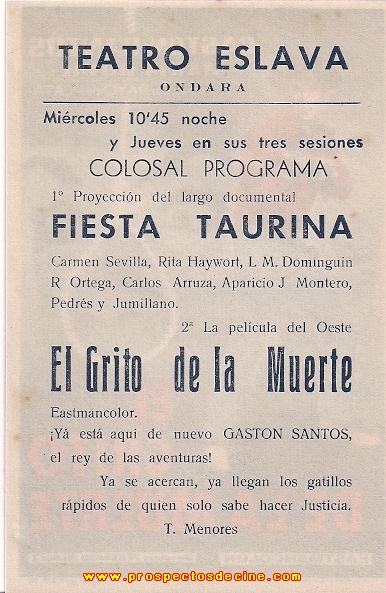 TEATRO ESLAVA
ONDARA
Miércoles 10'45 noche
y Jueves en sus tres sesiones
COLOSAL PROGRAMA
1º Proyección del largo documental
FIESTA TAURINA
Carmen Sevilla, Rita Haywort, L M. Dominguin
R Ortega, Carlos Arruza, Aparicio J Montero,
Pedrés y Jumillano.
2ª La película del Oeste
El Grito de la Muerte
Eastmancolor.
¡Yá está aqui de nuevo GASTON SANTOS,
el rey de las aventuras!
Ya se acercan, ya llegan los gatillos
rápidos de quien solo sabe hacer Justicia.
T. Menores
www.prospectosdecine.com